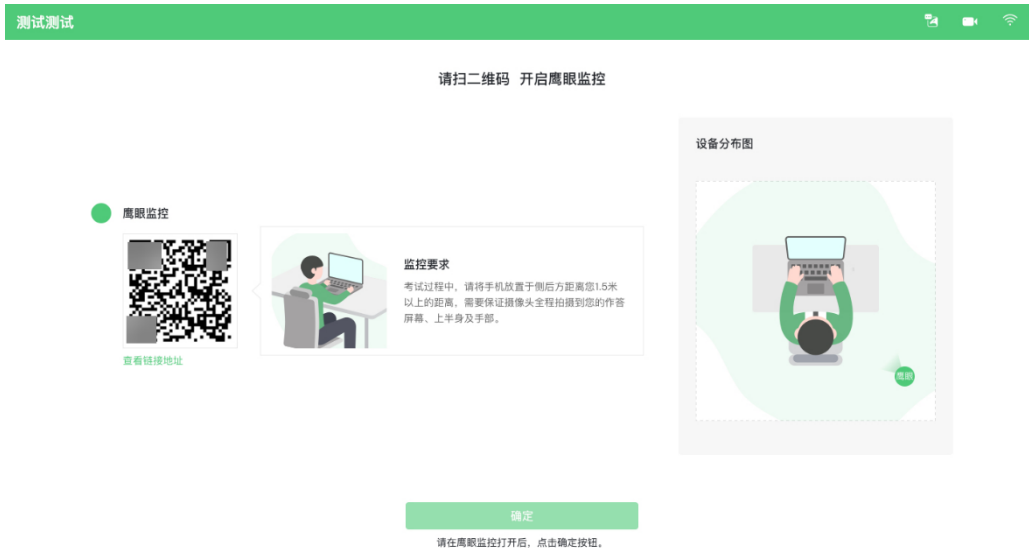 测试测试
请扫二维码 开启鹰眼监控
设备分布图
鹰眼监控
监控要求
考试过程中，请将手机放置于侧后方距离您1.5米
以上的距离，需要保证摄像头全程拍摄到您的作答
屏幕、上半身及手部。
查看链接地址
鹰眼
确定
请在鹰眼监控打开后，点击确定按钮。